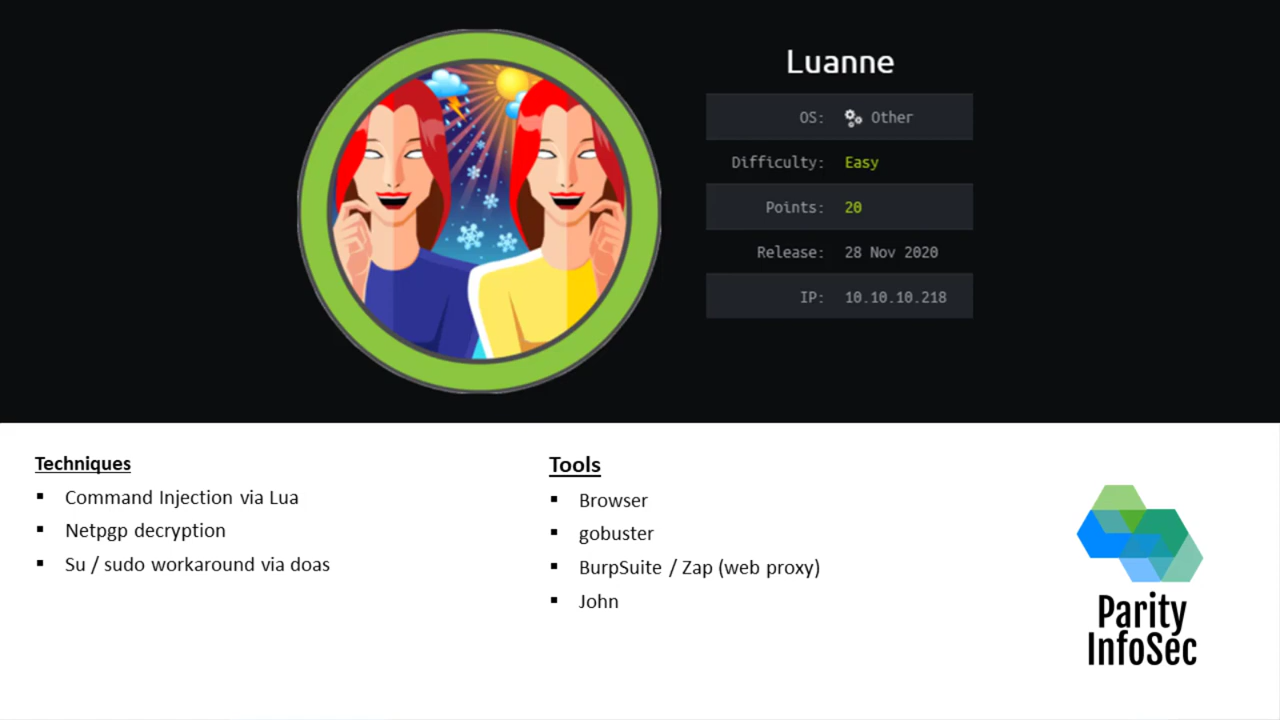 Luanne
OS: Other
Difficulty: Easy
Points: 20
Release: 28 Nov 2020
IP: 10.10.10.218
Techniques
▪ Command Injection via Lua
▪ Netpgp decryption
▪ Su / sudo workaround via doas
Tools
▪ Browser
▪ gobuster
▪ BurpSuite / Zap (web proxy)
▪ John
Parity
InfoSec